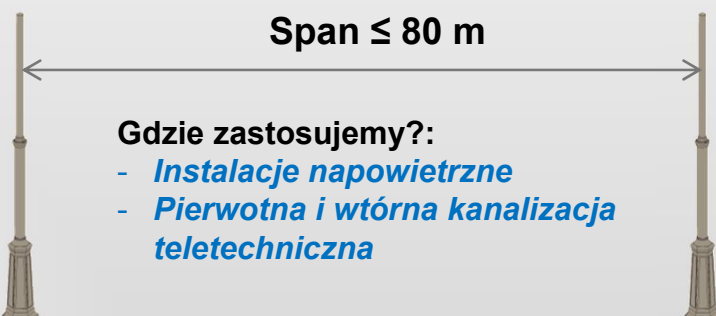 Span ≤ 80 m
Gdzie zastosujemy?:
- Instalacje napowietrzne
- Pierwotna i wtórna kanalizacja
teletechniczna